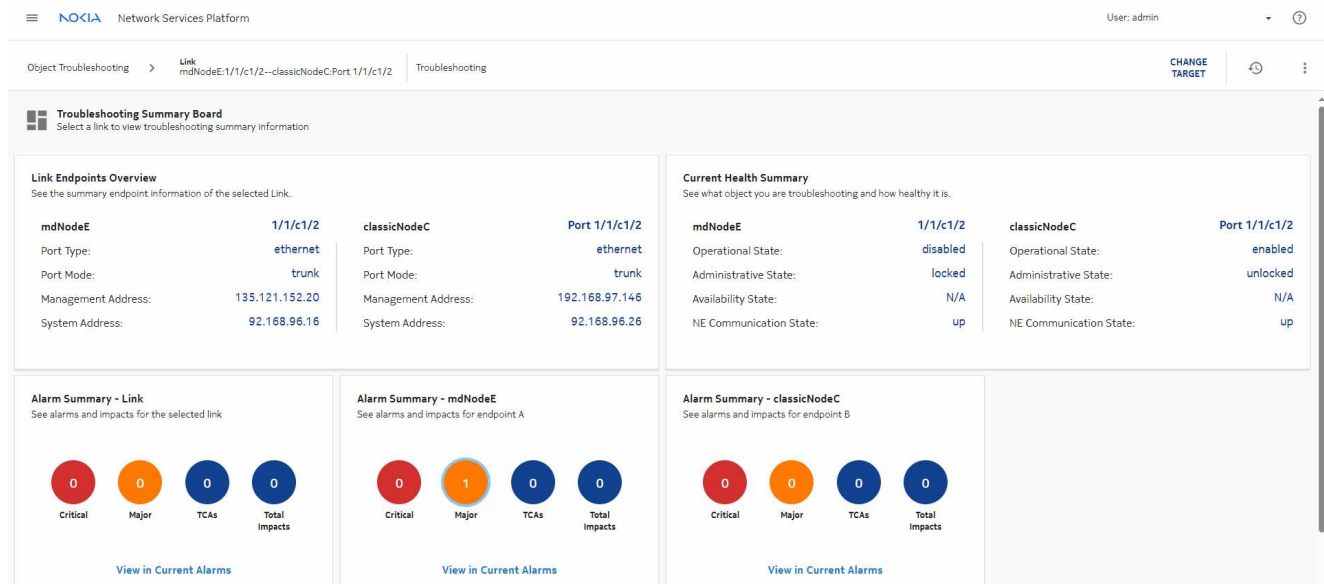 NOKIA Network Services Platform
User: admin
Object Troubleshooting
Link
mdNodeE:1/1/c1/2--classicNodeC:Port 1/1/c1/2
Troubleshooting
CHANGE
TARGET
Troubleshooting Summary Board
Select a link to view troubleshooting summary information
Link Endpoints Overview
See the summary endpoint information of the selected Link.
mdNodeE 1/1/c1/2
Port Type: ethernet
Port Mode: trunk
Management Address: 135.121.152.20
System Address: 92.168.96.16
classicNodeC Port 1/1/c1/2
Port Type: ethernet
Port Mode: trunk
Management Address: 192.168.97.146
System Address: 92.168.96.26
Current Health Summary
See what object you are troubleshooting and how healthy it is.
mdNodeE 1/1/c1/2
Operational State: disabled
Administrative State: locked
Availability State: N/A
NE Communication State: up
classicNodeC Port 1/1/c1/2
Operational State: enabled
Administrative State: unlocked
Availability State: N/A
NE Communication State: up
Alarm Summary - Link
See alarms and impacts for the selected link
0 0 0 0
Critical Major TCAs Total
Impacts
View in Current Alarms
Alarm Summary - mdNodeE
See alarms and impacts for endpoint A
0 1 0 0
Critical Major TCAs Total
Impacts
View in Current Alarms
Alarm Summary - classicNodeC
See alarms and impacts for endpoint B
0 0 0 0
Critical Major TCAs Total
Impacts
View in Current Alarms